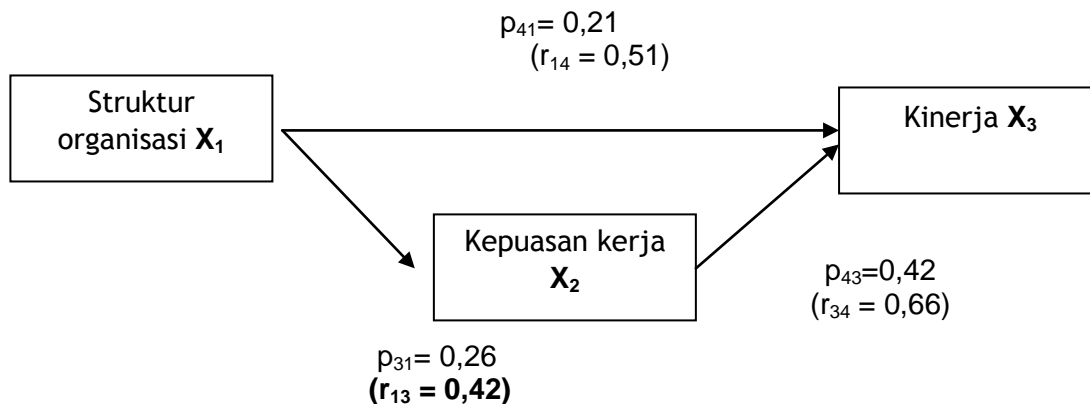 p₄₁= 0,21
(r₁₄ = 0,51)
Struktur
organisasi X₁
Kinerja X₃
Kepuasan kerja
X₂
p₄₃=0,42
(r₃₄ = 0,66)
p₃₁= 0,26
(r₁₃ = 0,42)